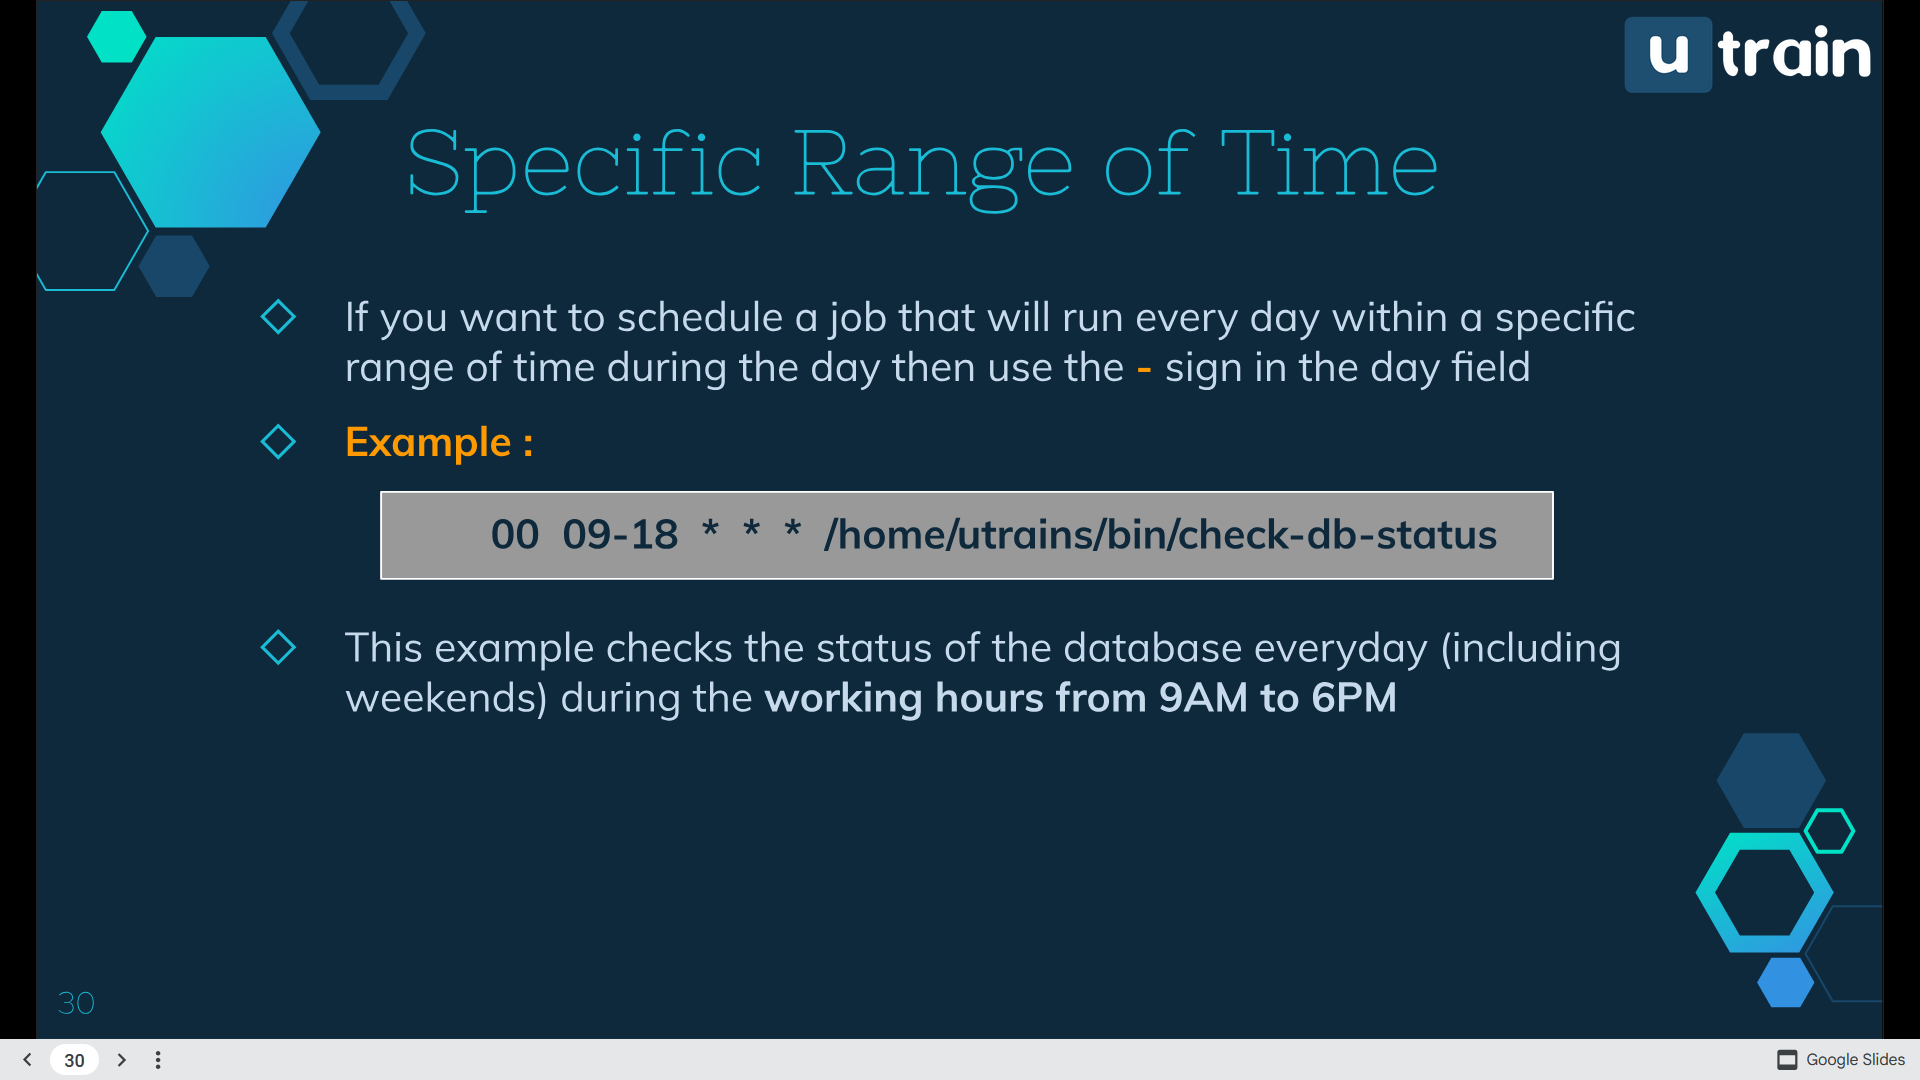 u train
Specific Range of Time
If you want to schedule a job that will run every day within a specific
range of time during the day then use the - sign in the day field
Example :
00 09-18 * * * /home/utrains/bin/check-db-status
This example checks the status of the database everyday (including
weekends) during the working hours from 9AM to 6PM
30
30
Google Slides